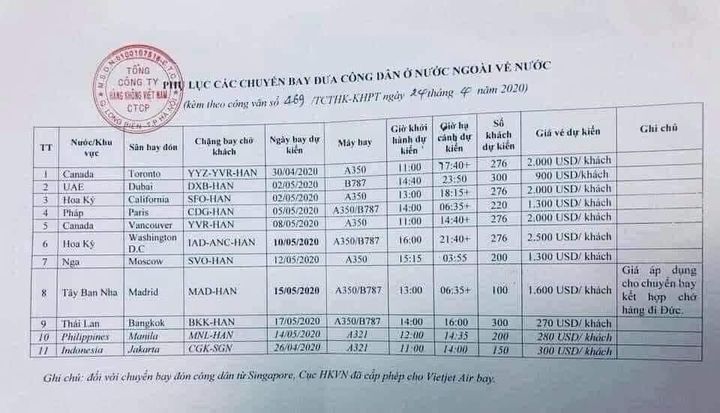 M.S.D.N:0100107518-C.T.C.P
TỔNG
CÔNG TY
HÀNG KHÔNG VIỆT NAM
CTCP
Q. LONG BIÊN - T.P HÀ NỘI
PHỤ LỤC CÁC CHUYẾN BAY ĐƯA CÔNG DÂN Ở NƯỚC NGOÀI VỀ NƯỚC
(kèm theo công văn số 469 /TCTHK-KHPT ngày 24 tháng 4 năm 2020)
TT Nước/Khu vực Sân bay đón Chặng bay chở khách Ngày bay dự kiến Máy bay Giờ khởi hành dự kiến Giờ hạ cánh dự kiến Số khách dự kiến Giá vé dự kiến Ghi chú
1 Canada Toronto YYZ-YVR-HAN 30/04/2020 A350 11:00 17:40+ 276 2.000 USD/ khách
2 UAE Dubai DXB-HAN 02/05/2020 B787 14:40 23:50 300 900 USD/khách
3 Hoa Kỳ California SFO-HAN 02/05/2020 A350 13:00 18:15+ 276 2.000 USD/ khách
4 Pháp Paris CDG-HAN 05/05/2020 A350/B787 14:00 06:35+ 220 1.300 USD/ khách
5 Canada Vancouver YVR-HAN 08/05/2020 A350 11:00 14:40+ 276 2.000 USD/ khách
6 Hoa Kỳ Washington D.C IAD-ANC-HAN 10/05/2020 A350/B787 16:00 21:40+ 276 2.500 USD/ khách
7 Nga Moscow SVO-HAN 12/05/2020 A350 15:15 03:55 200 1.300 USD/ khách
8 Tây Ban Nha Madrid MAD-HAN 15/05/2020 A350/B787 13:00 06:35+ 100 1.600 USD/ khách Giá áp dụng cho chuyến bay kết hợp chở hàng đi Đức.
9 Thái Lan Bangkok BKK-HAN 17/05/2020 A350/B787 14:00 16:00 300 270 USD/ khách
10 Philippines Manila MNL-HAN 14/05/2020 A321 12:00 14:35 200 280 USD/ khách
11 Indonesia Jakarta CGK-SGN 26/04/2020 A321 11:00 14:00 150 300 USD/ khách
Ghi chú: đối với chuyến bay đón công dân từ Singapore, Cục HKVN đã cấp phép cho Vietjet Air bay.